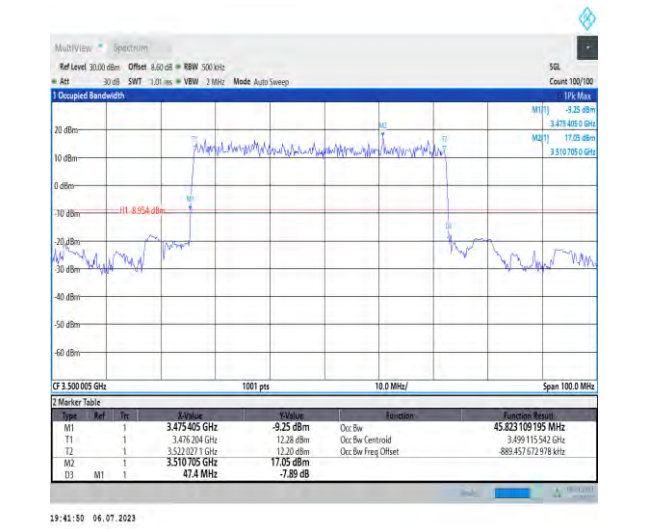 MultiView Spectrum
Ref Level 30.00 dBm Offset 8.60 dB RBW 500 kHz SGL
Att 30 dB SWT 1.01 ms VBW 2 MHz Mode Auto Sweep Count 100/100
1 Occupied Bandwidth 1Pk Max
M1[1] -9.25 dBm
3.475 405 0 GHz
M2[1] 17.05 dBm
3.510 705 0 GHz
20 dBm
M2
T1 T2
10 dBm
0 dBm
M1
-10 dBm H1 -8.954 dBm
D3
-20 dBm
-30 dBm
-40 dBm
-50 dBm
-60 dBm
CF 3.500 005 GHz 1001 pts 10.0 MHz/ Span 100.0 MHz
2 Marker Table
Type Ref Trc X-Value Y-Value Function Function Result
M1 1 3.475 405 GHz -9.25 dBm Occ Bw 45.823 109 195 MHz
T1 1 3.476 204 GHz 12.28 dBm Occ Bw Centroid 3.499 115 542 GHz
T2 1 3.522 027 1 GHz 12.20 dBm Occ Bw Freq Offset -889.457 672 978 kHz
M2 1 3.510 705 GHz 17.05 dBm
D3 M1 1 47.4 MHz -7.89 dB
19:41:50 06.07.2023